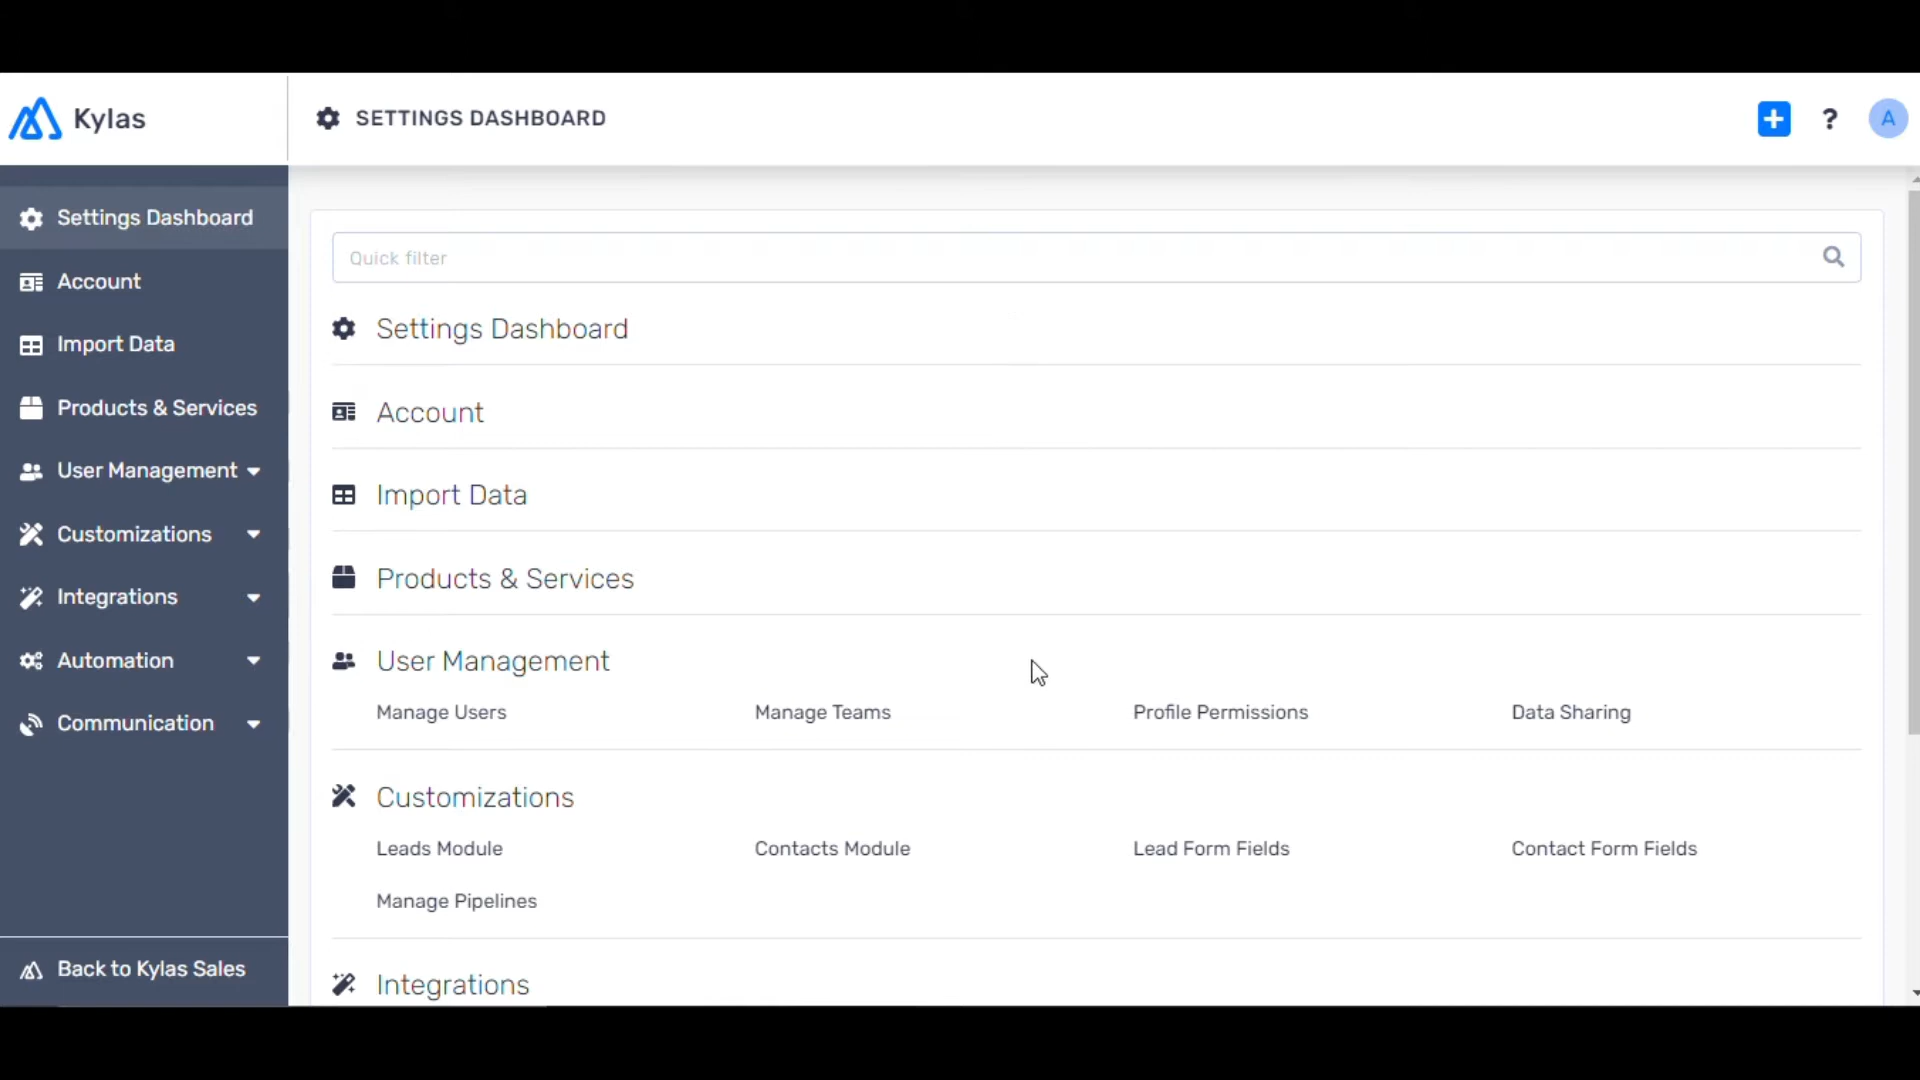 Kylas
SETTINGS DASHBOARD
?
A
Settings Dashboard
Account
Import Data
Products & Services
User Management
Customizations
Integrations
Automation
Communication
Back to Kylas Sales
Quick filter
Settings Dashboard
Account
Import Data
Products & Services
User Management
Manage Users Manage Teams Profile Permissions Data Sharing
Customizations
Leads Module Contacts Module Lead Form Fields Contact Form Fields
Manage Pipelines
Integrations